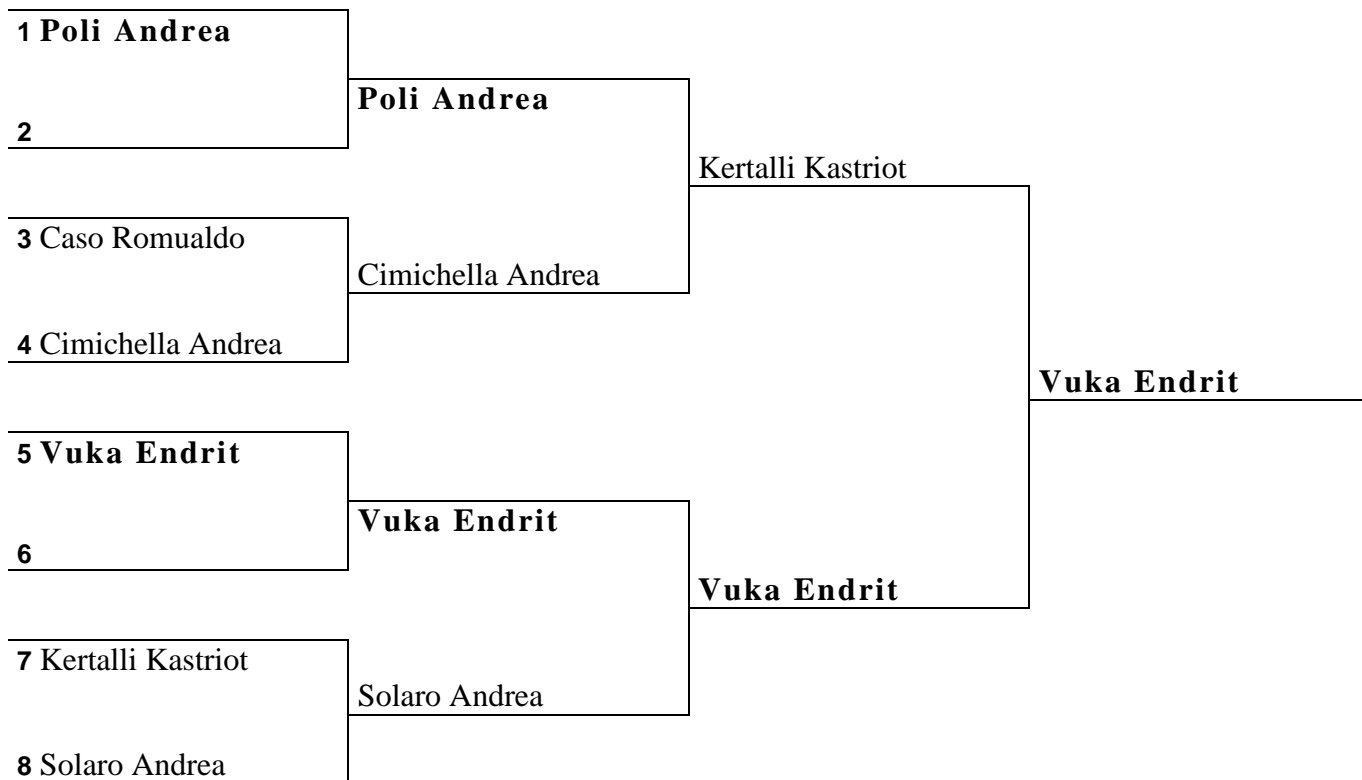 1 Poli Andrea
Poli Andrea
2
Kertalli Kastriot
3 Caso Romualdo
Cimichella Andrea
4 Cimichella Andrea
Vuka Endrit
5 Vuka Endrit
Vuka Endrit
6
Vuka Endrit
7 Kertalli Kastriot
Solaro Andrea
8 Solaro Andrea